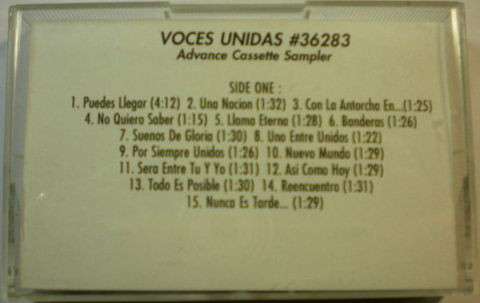 VOCES UNIDAS #36283
Advance Cassette Sampler
SIDE ONE :
1. Puedes Llegar (4:12) 2. Una Nacion (1:32) 3. Con La Antorcha En...(1:25)
4. No Quiero Saber (1:15) 5. Llama Eterna (1:28) 6. Banderas (1:26)
7. Suenos De Gloria (1:30) 8. Uno Entre Unidos (1:22)
9. Por Siempre Unidos (1:26) 10. Nuevo Mundo (1:29)
11. Sera Entre Tu Y Yo (1:31) 12. Asi Como Hoy (1:29)
13. Todo Es Posible (1:30) 14. Reencuentro (1:31)
15. Nunca Es Tarde... (1:29)